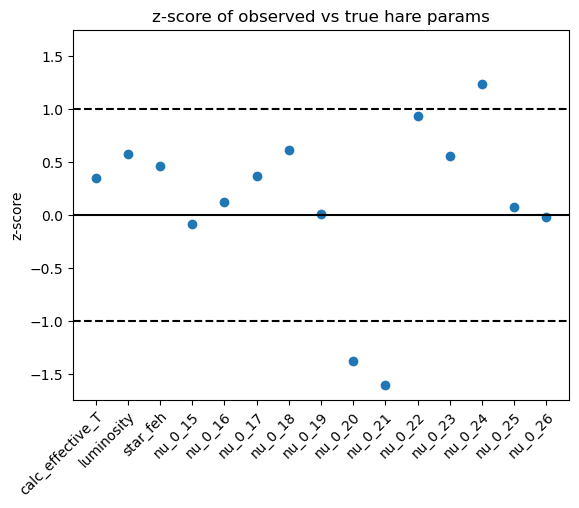 z-score of observed vs true hare params
1.5
1.0
0.5
0.0
−0.5
−1.0
−1.5
z-score
calc_effective_T
luminosity
star_feh
nu_0_15
nu_0_16
nu_0_17
nu_0_18
nu_0_19
nu_0_20
nu_0_21
nu_0_22
nu_0_23
nu_0_24
nu_0_25
nu_0_26